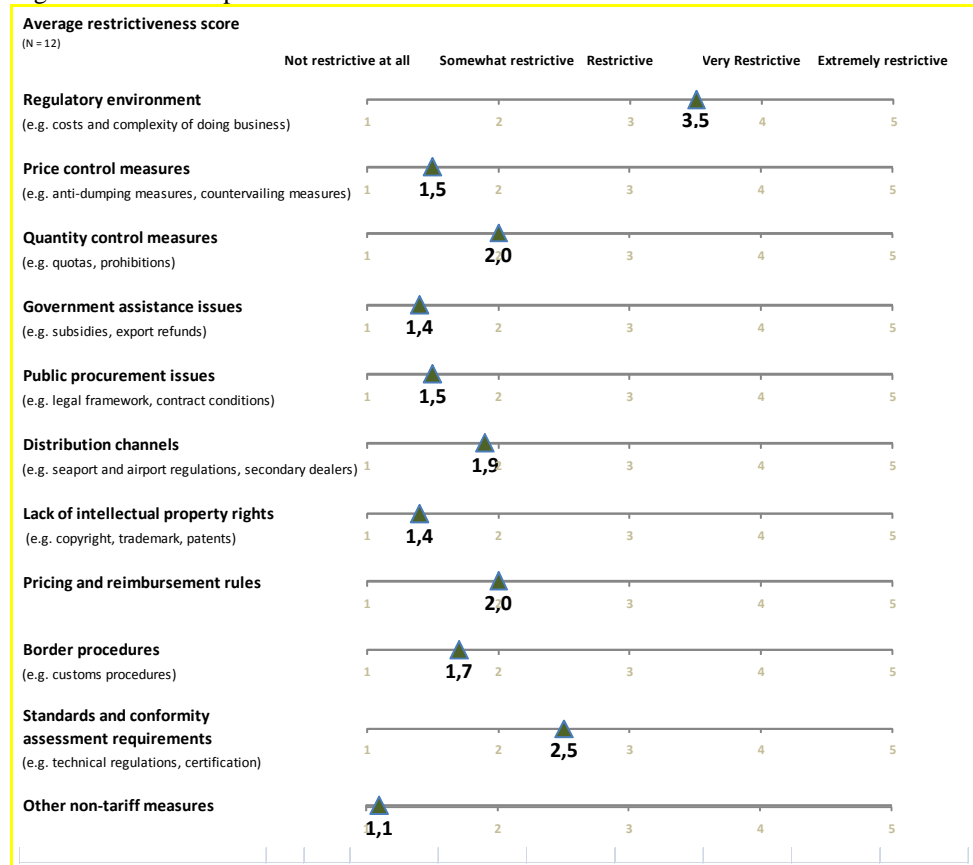 Average restrictiveness score
(N = 12)
Not restrictive at all Somewhat restrictive Restrictive Very Restrictive Extremely restrictive
Regulatory environment
(e.g. costs and complexity of doing business)
1 2 3 4 5
3,5
Price control measures
(e.g. anti-dumping measures, countervailing measures)
1 2 3 4 5
1,5
Quantity control measures
(e.g. quotas, prohibitions)
1 3 4 5
2,0
Government assistance issues
(e.g. subsidies, export refunds)
1 2 3 4 5
1,4
Public procurement issues
(e.g. legal framework, contract conditions)
1 2 3 4 5
1,5
Distribution channels
(e.g. seaport and airport regulations, secondary dealers)
1 2 3 4 5
1,9
Lack of intellectual property rights
(e.g. copyright, trademark, patents)
1 2 3 4 5
1,4
Pricing and reimbursement rules
1 3 4 5
2,0
Border procedures
(e.g. customs procedures)
1 2 3 4 5
1,7
Standards and conformity
assessment requirements
(e.g. technical regulations, certification)
1 2 3 4 5
2,5
Other non-tariff measures
2 3 4 5
1,1